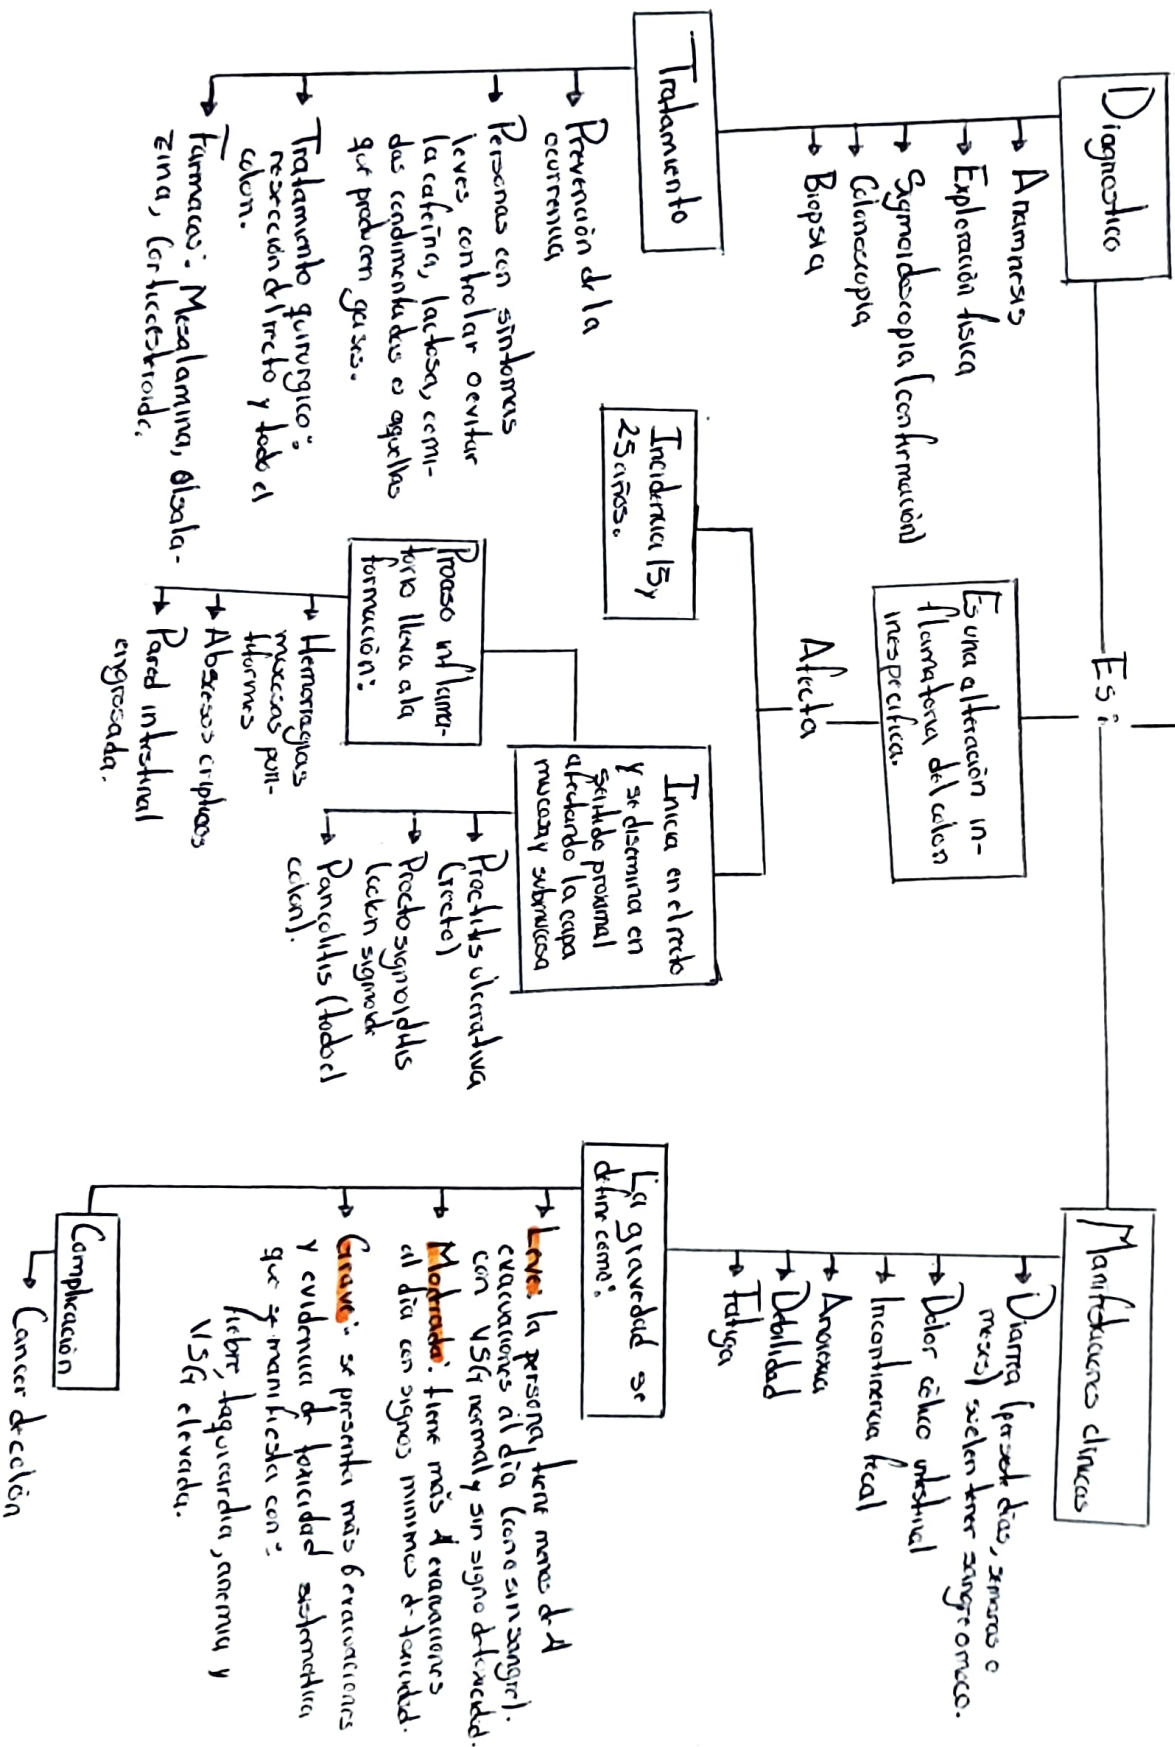 Es:
Diagnostico
Anamnesis
Exploración fisica
Sigmoidoscopia (confirmación)
Colonoscopia
Biopsia
Tratamiento
Prevención de la
ocurrencia
Personas con sintomas
leves controlar o evitar
la cafeína, lactosa, comi-
das condimentadas o aquellas
que producen gases.
Tratamiento quirurgico:
resección del recto y todo el
colon.
Farmacos: Mesalamina, Olsala-
zina, Corticoesteroide.
Es una alteración in-
flamatoria del colon
inespecifica.
Afecta
Incidencia 15 y
25 años.
Inicia en el recto
y se disemina en
sentido proximal
afectando la capa
mucosa y submucosa
Proctitis ulcerativa
(recto)
Proctosigmoiditis
(colon sigmoide
Pancolitis (todo el
colon).
Proceso inflama-
torio lleva a la
formación:
Hemorragias
mucosas pun-
tiformes
Abscesos cripticos
Pared intestinal
engrosada.
Manifestaciones clinicas
Diarrea (persiste dias, semanas o
meses) suelen tener sangre o moco.
Dolor cólico intestinal
Incontinencia fecal
Anorexia
Debilidad
Fatiga
La gravedad se
define como:
Leve: la persona tiene menos de 4
evacuaciones al día (con o sin sangre).
con VSG normal y sin signo de toxicidad.
Moderada: tiene más 4 evacuaciones
al día con signos minimos de toxicidad.
Grave: se presenta más 6 evacuaciones
y evidencia de toxicidad sistematica
que se manifiesta con:
fiebre, taquicardia, anemia y
VSG elevada.
Complicación
Cancer de colón